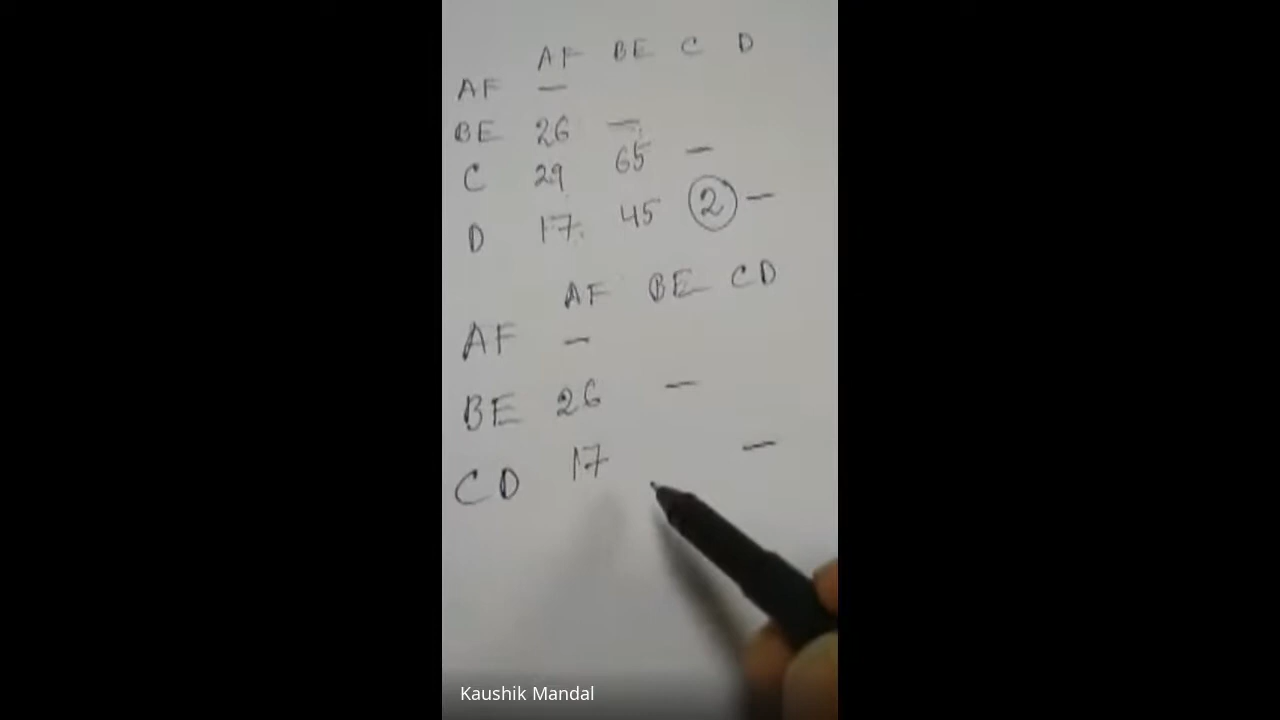 AF BE C D
AF —
BE 26 —
C 29 65 —
D 17 45 2 —
AF BE CD
AF —
BE 26 —
CD 17 —
Kaushik Mandal